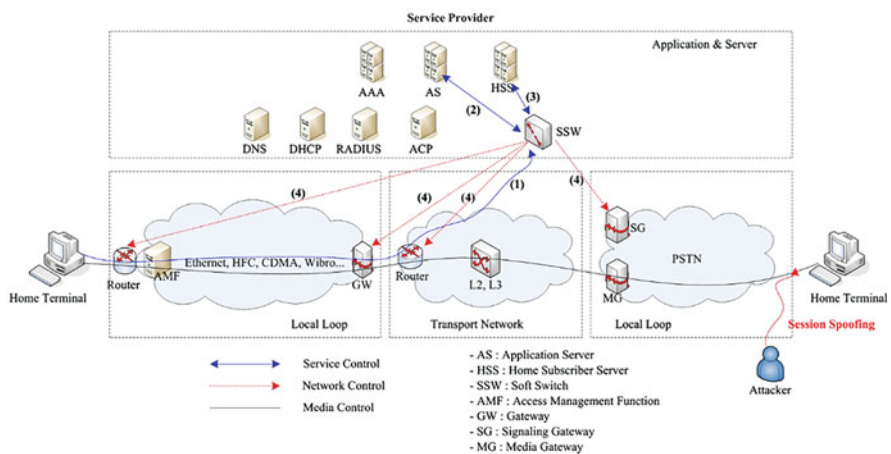 Service Provider
Application & Server
AAA
AS
HSS
(3)
(2)
SSW
DNS
DHCP
RADIUS
ACP
(4)
(4)
(4)
(1)
(4)
SG
Home Terminal
Router
AMF
Ethernet, HFC, CDMA, Wibro...
GW
Router
L2, L3
PSTN
MG
Home Terminal
Local Loop
Transport Network
Local Loop
Session Spoofing
Attacker
Service Control
Network Control
Media Control
- AS : Application Server
- HSS : Home Subscriber Server
- SSW : Soft Switch
- AMF : Access Management Function
- GW : Gateway
- SG : Signaling Gateway
- MG : Media Gateway